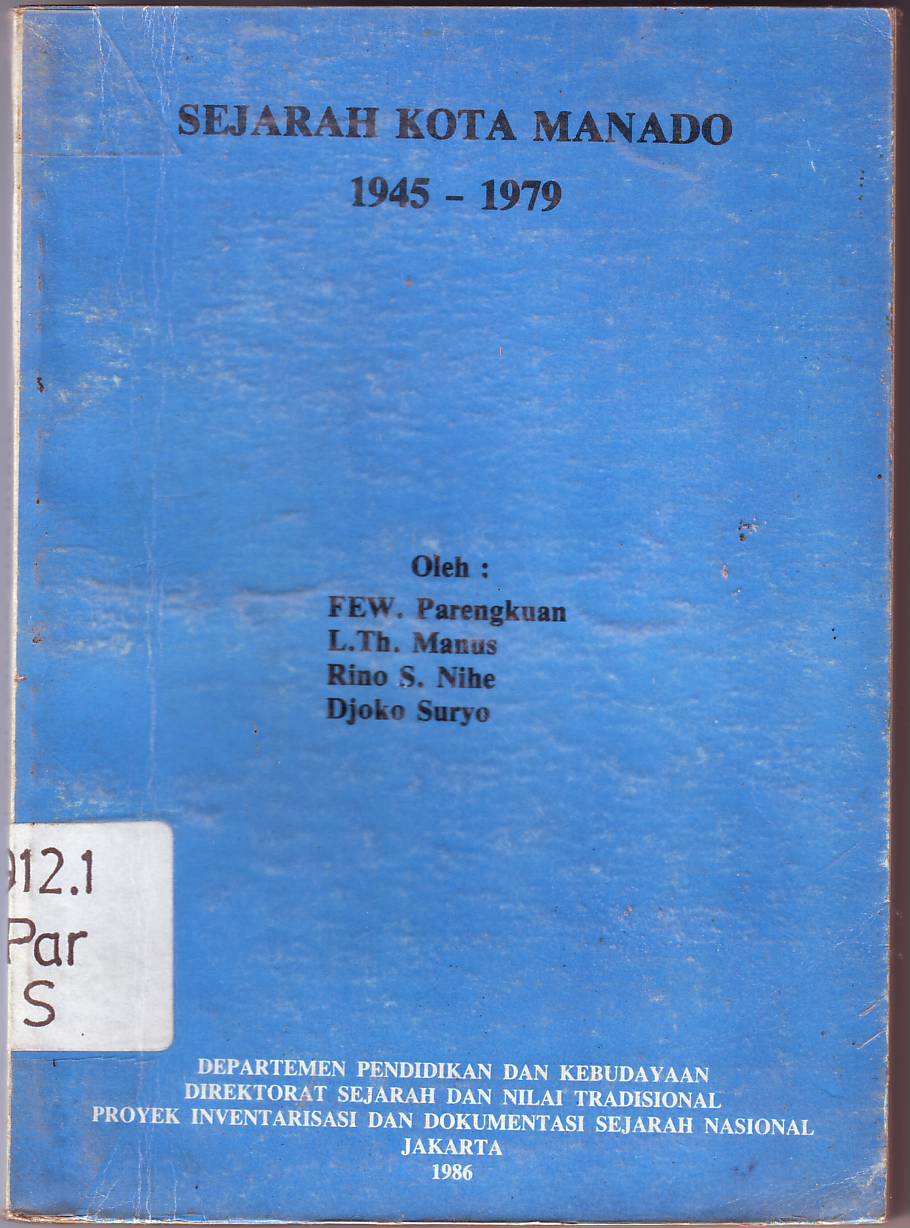 SEJARAH KOTA MANADO
1945 – 1979
Oleh :
FEW. Parengkuan
L.Th. Manus
Rino S. Nihe
Djoko Suryo
12.1
Par
S
DEPARTEMEN PENDIDIKAN DAN KEBUDAYAAN
DIREKTORAT SEJARAH DAN NILAI TRADISIONAL
PROYEK INVENTARISASI DAN DOKUMENTASI SEJARAH NASIONAL
JAKARTA
1986